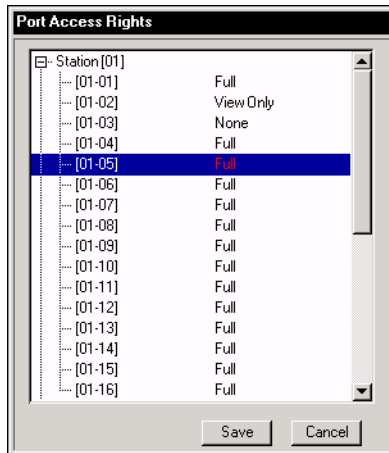 Port Access Rights
Station [01]
[01-01] Full
[01-02] View Only
[01-03] None
[01-04] Full
[01-05] Full
[01-06] Full
[01-07] Full
[01-08] Full
[01-09] Full
[01-10] Full
[01-11] Full
[01-12] Full
[01-13] Full
[01-14] Full
[01-15] Full
[01-16] Full
Save Cancel